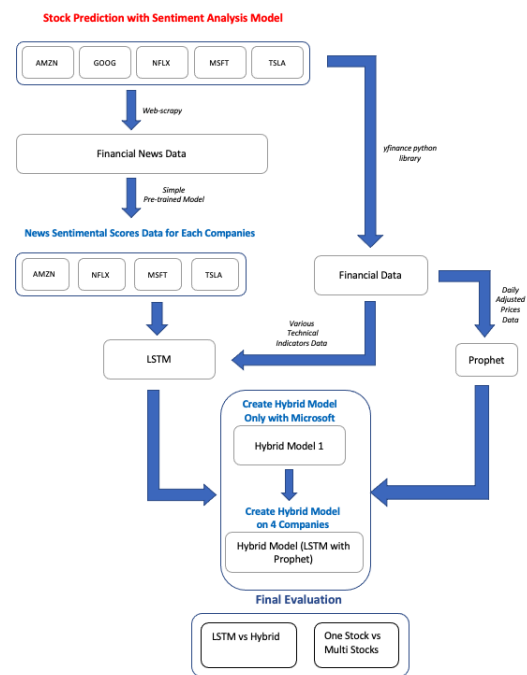 Stock Prediction with Sentiment Analysis Model
AMZN
GOOG
NFLX
MSFT
TSLA
Web-scrapy
yfinance python
library
Financial News Data
Simple
Pre-trained Model
News Sentimental Scores Data for Each Companies
AMZN
NFLX
MSFT
TSLA
Financial Data
Daily
Adjusted
Prices
Data
Various
Technical
Indicators Data
LSTM
Prophet
Create Hybrid Model
Only with Microsoft
Hybrid Model 1
Create Hybrid Model
on 4 Companies
Hybrid Model (LSTM with
Prophet)
Final Evaluation
LSTM vs Hybrid
One Stock vs
Multi Stocks